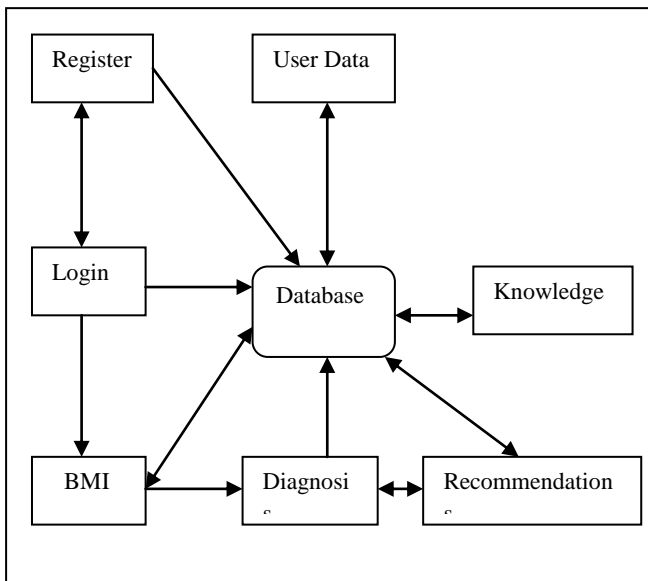 Register
User Data
Login
Database
Knowledge
BMI
Diagnosi
s
Recommendation
s